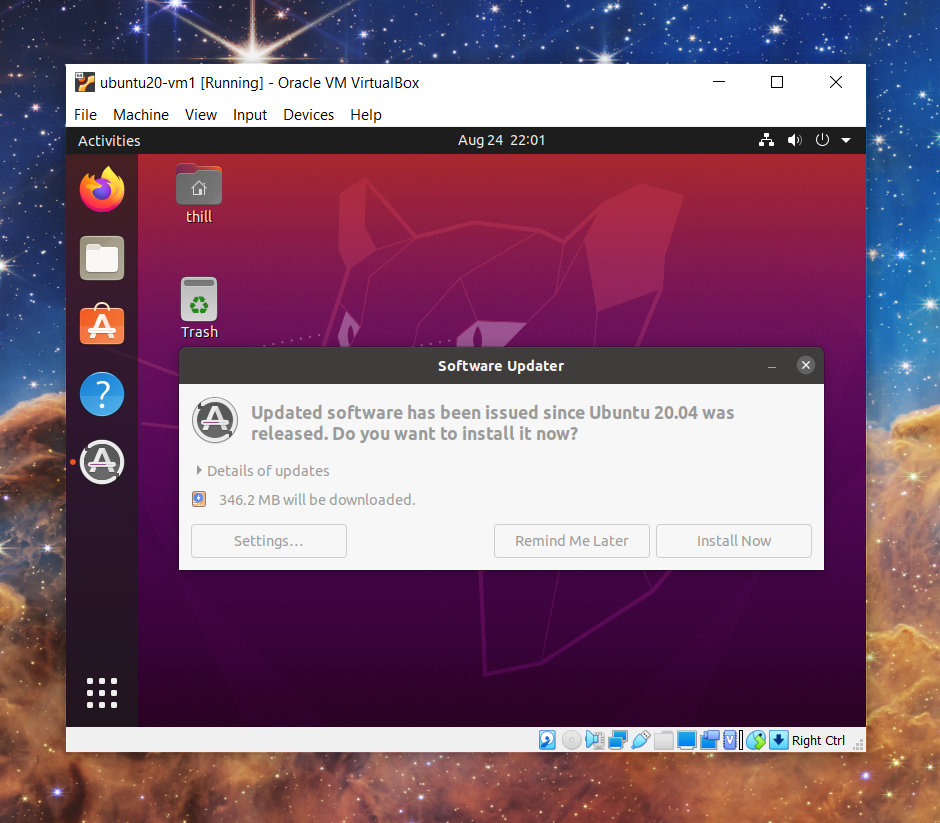 ubuntu20-vm1 [Running] - Oracle VM VirtualBox
File Machine View Input Devices Help
Activities Aug 24 22:01
thill
Trash
Software Updater
Updated software has been issued since Ubuntu 20.04 was
released. Do you want to install it now?
Details of updates
346.2 MB will be downloaded.
Settings… Remind Me Later Install Now
Right Ctrl